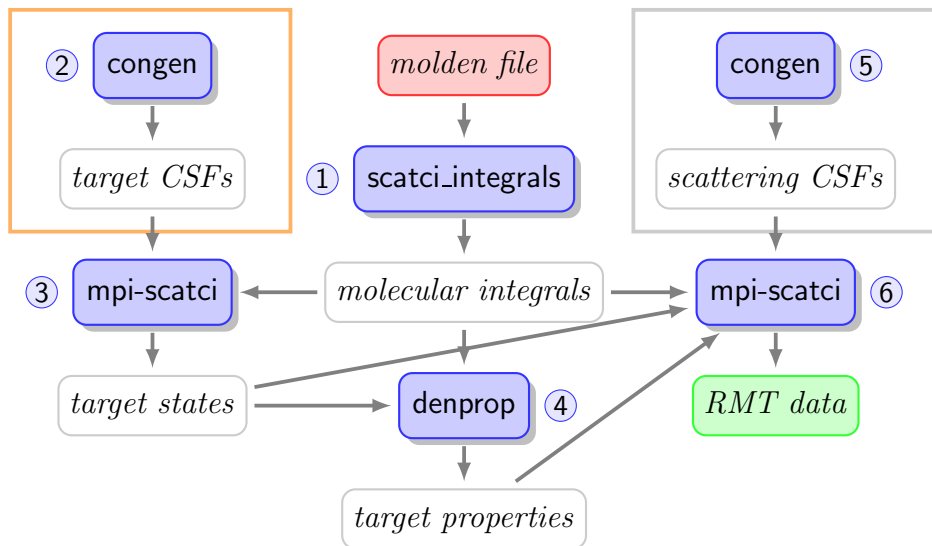 2 congen
molden file
congen 5
target CSFs
1 scatci_integrals
scattering CSFs
3 mpi-scatci
molecular integrals
mpi-scatci 6
target states
denprop 4
RMT data
target properties